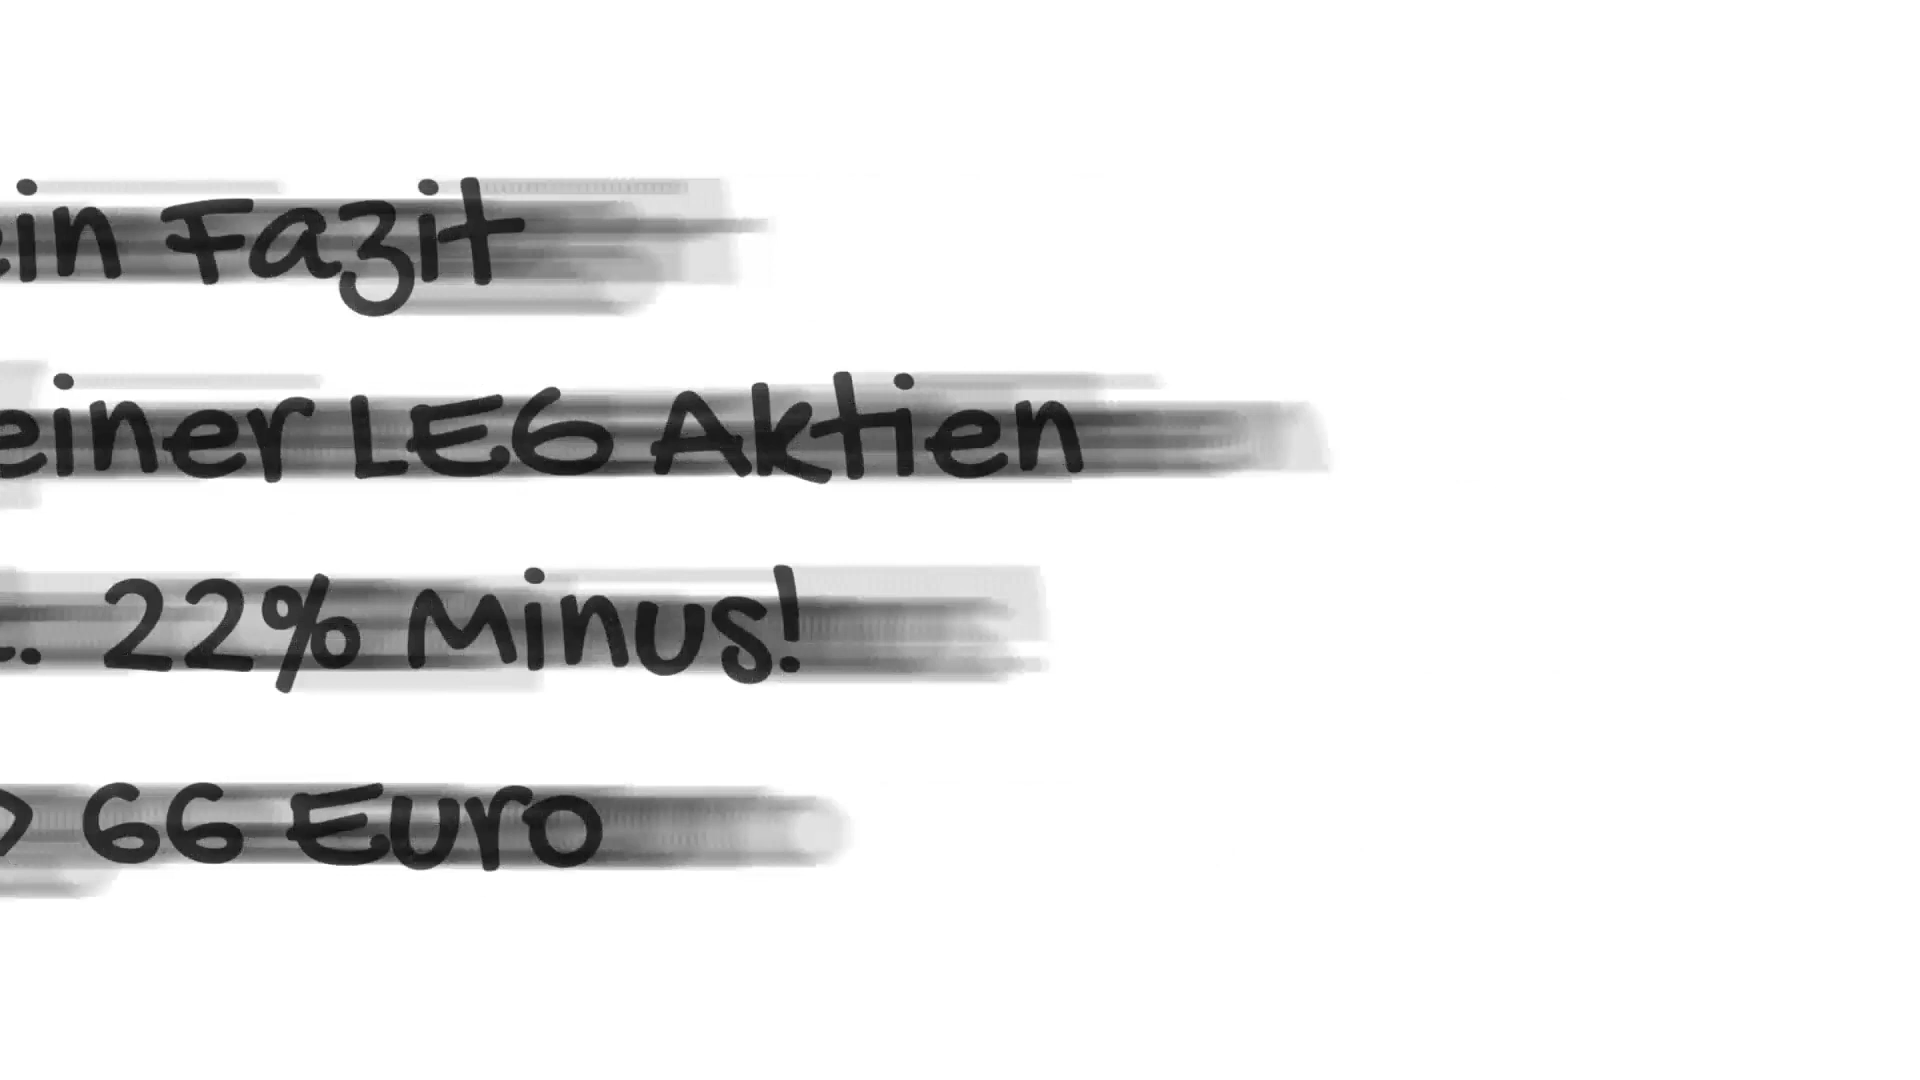 ein Fazit
einer LEG Aktien
.. 22% Minus!
> 66 Euro